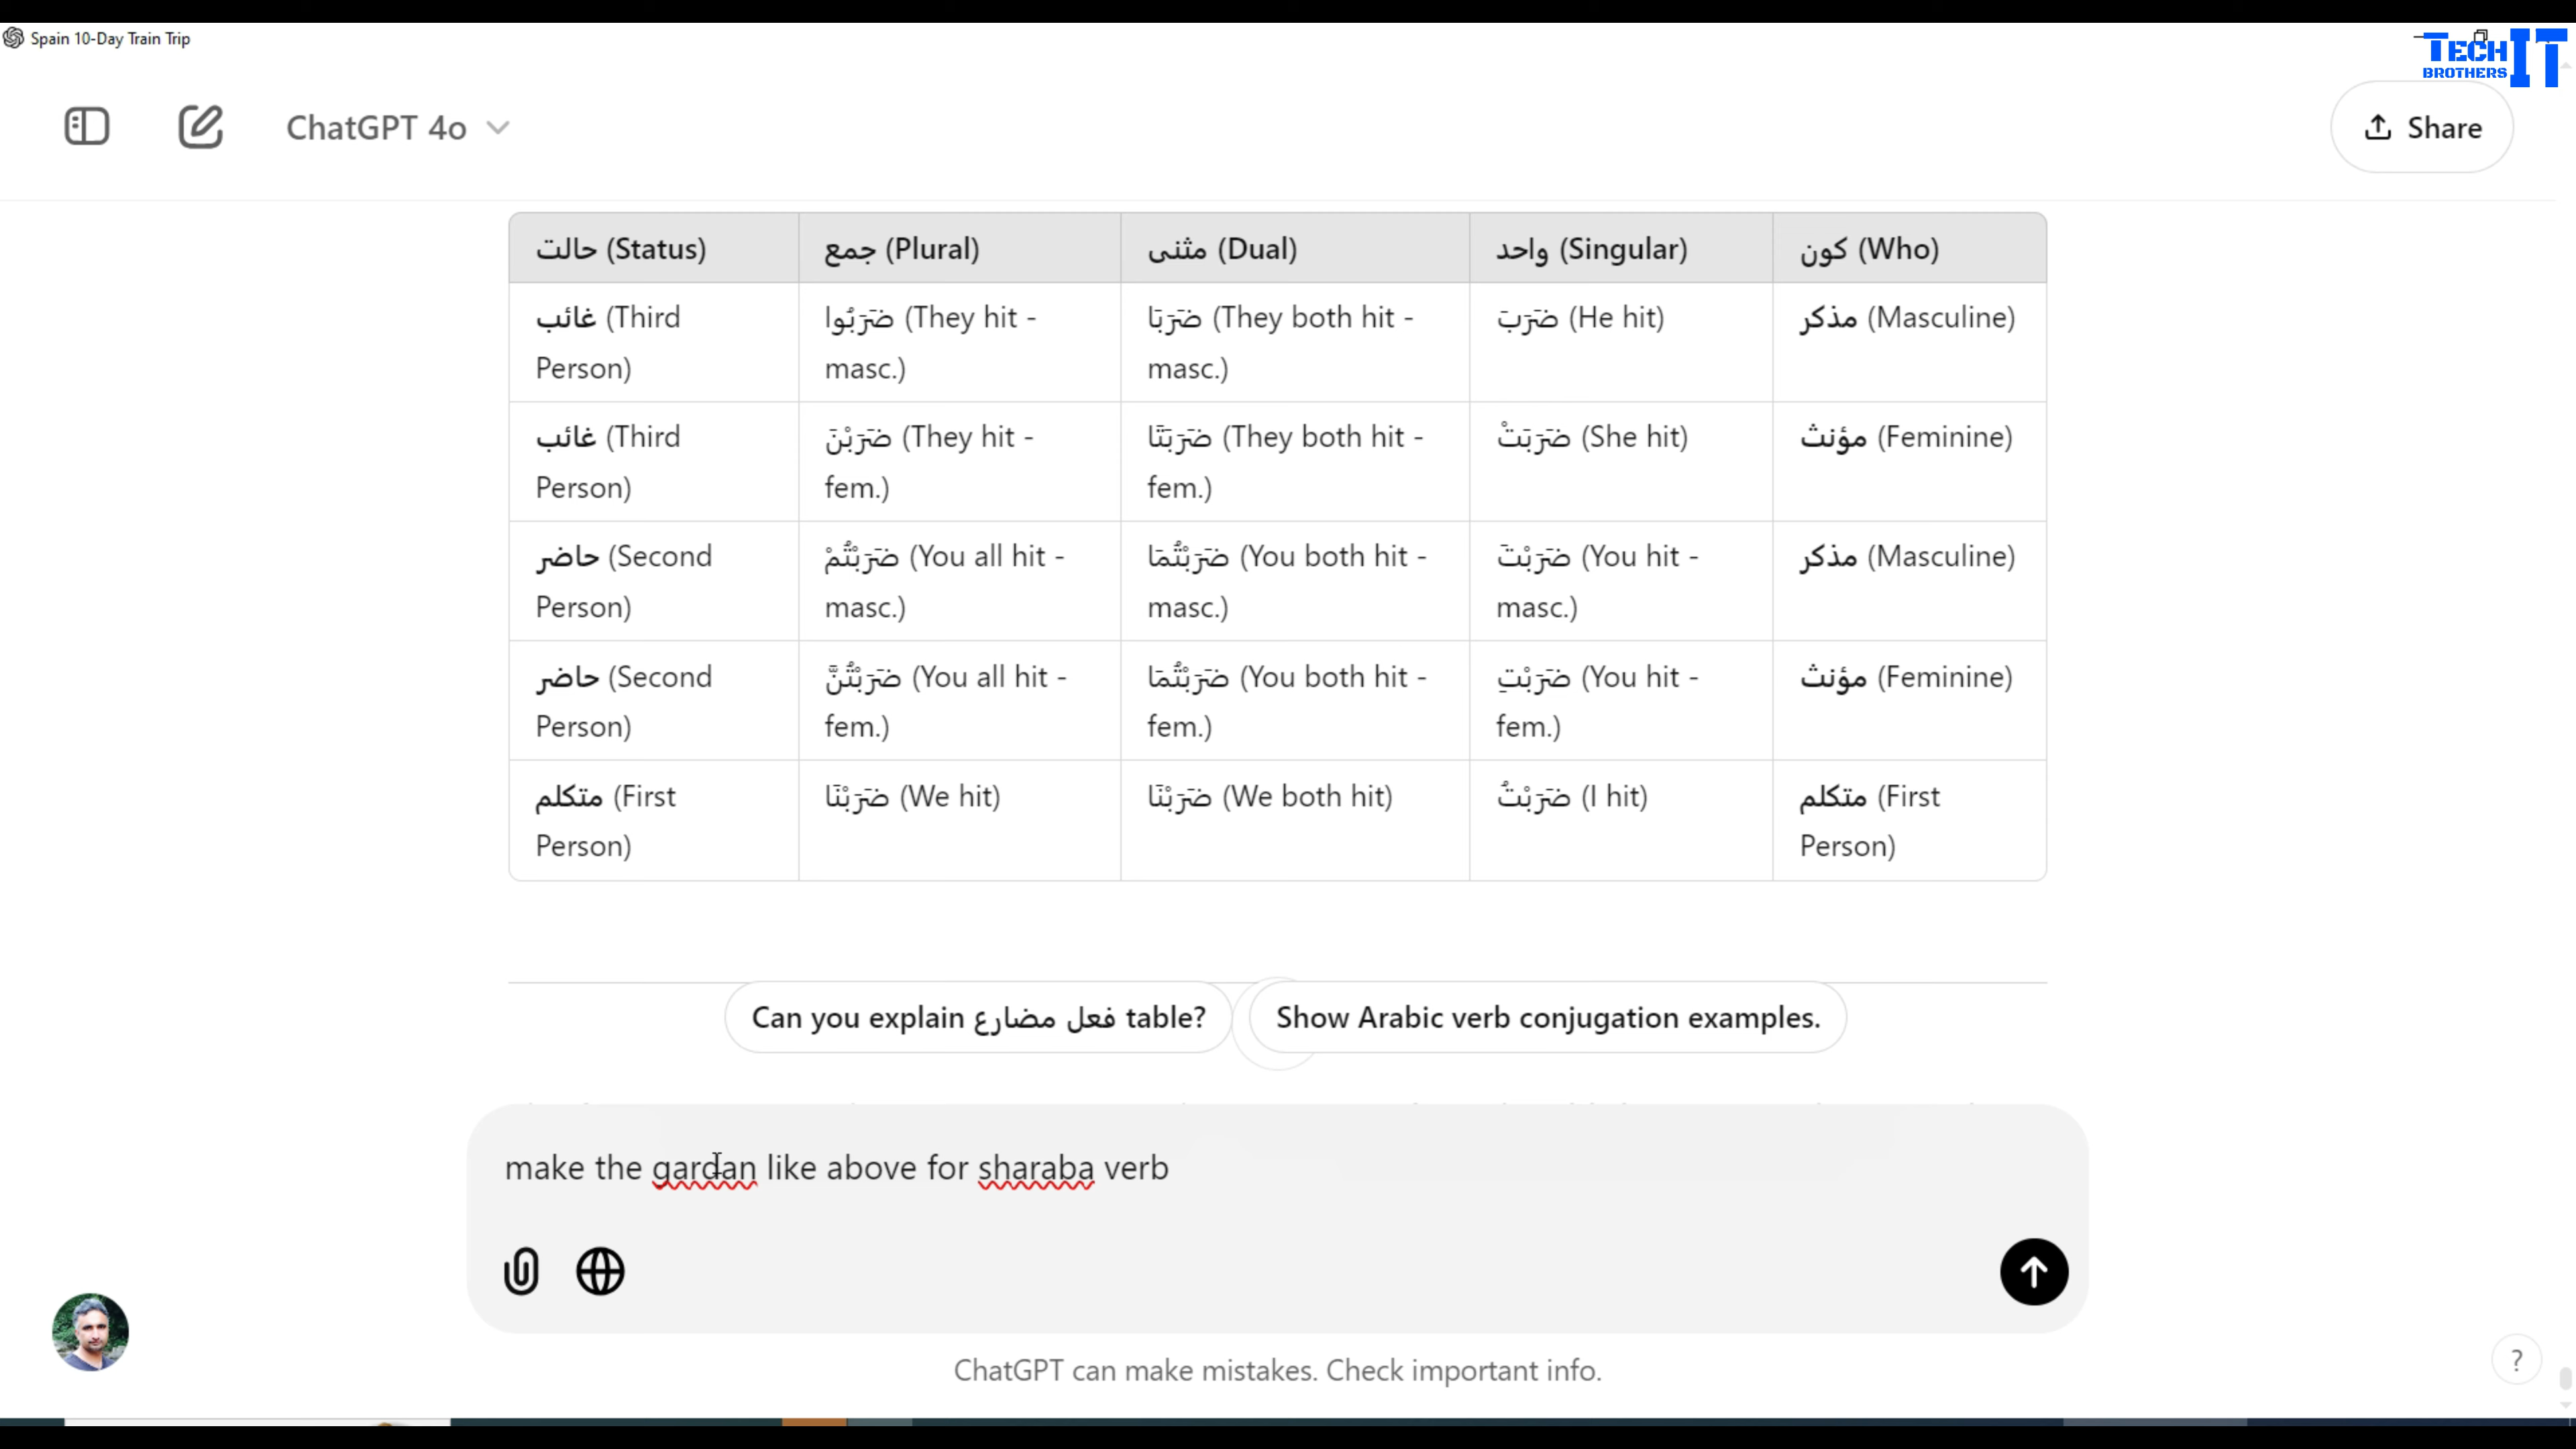 Spain 10-Day Train Trip
TECH IT
BROTHERS
ChatGPT 4o
Share
حالت (Status) جمع (Plural) مثنى (Dual) واحد (Singular) کون (Who)
غائب (Third Person) ضَرَبُوا (They hit - masc.) ضَرَبَا (They both hit - masc.) ضَرَبَ (He hit) مذکر (Masculine)
غائب (Third Person) ضَرَبْنَ (They hit - fem.) ضَرَبَتَا (They both hit - fem.) ضَرَبَتْ (She hit) مؤنث (Feminine)
حاضر (Second Person) ضَرَبْتُمْ (You all hit - masc.) ضَرَبْتُمَا (You both hit - masc.) ضَرَبْتَ (You hit - masc.) مذکر (Masculine)
حاضر (Second Person) ضَرَبْتُنَّ (You all hit - fem.) ضَرَبْتُمَا (You both hit - fem.) ضَرَبْتِ (You hit - fem.) مؤنث (Feminine)
متکلم (First Person) ضَرَبْنَا (We hit) ضَرَبْنَا (We both hit) ضَرَبْتُ (I hit) متکلم (First Person)
Can you explain فعل مضارع table? Show Arabic verb conjugation examples.
make the gardan like above for sharaba verb
ChatGPT can make mistakes. Check important info.
?